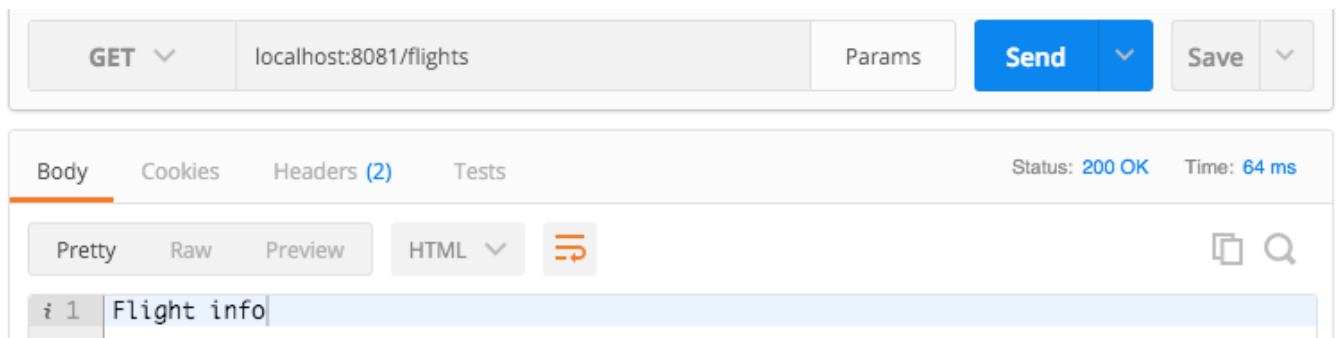 GET localhost:8081/flights Params Send Save
Body Cookies Headers (2) Tests Status: 200 OK Time: 64 ms
Pretty Raw Preview HTML
i 1 Flight info